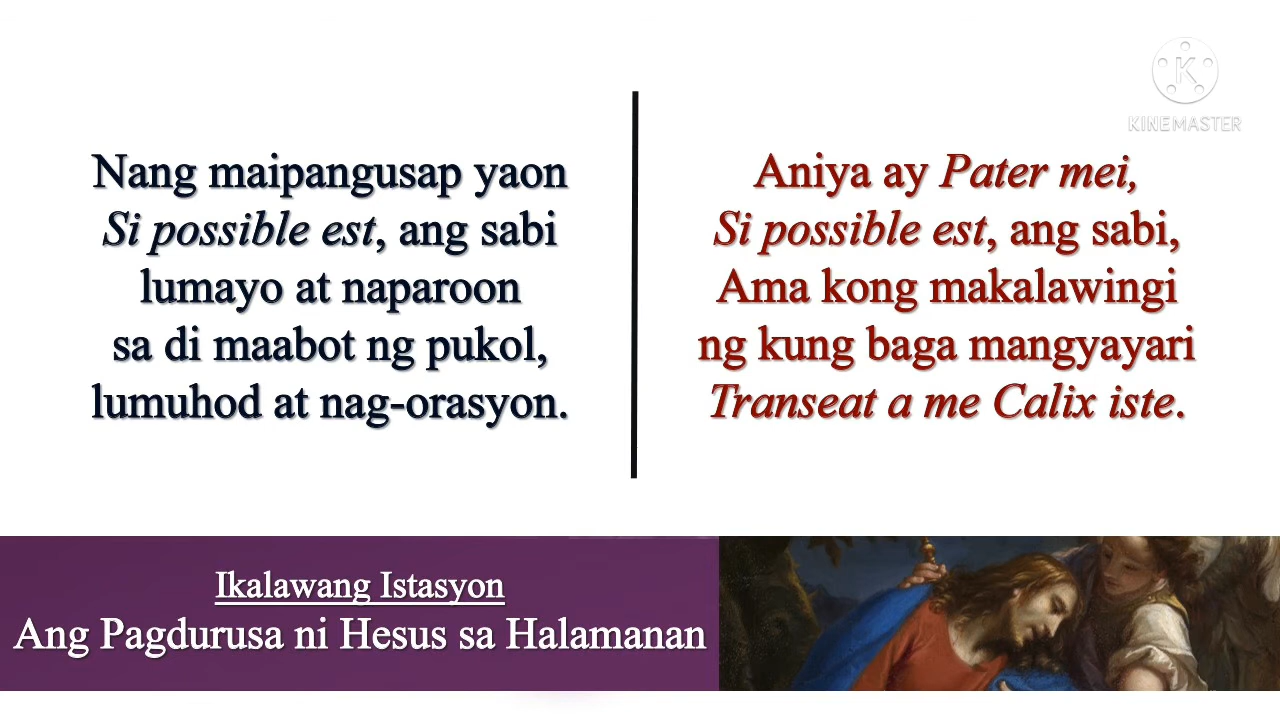 Nang maipangusap yaon
Si possible est, ang sabi
lumayo at naparoon
sa di maabot ng pukol,
lumuhod at nag-orasyon.
Aniya ay Pater mei,
Si possible est, ang sabi,
Ama kong makalawingi
ng kung baga mangyayari
Transeat a me Calix iste.
K
KINEMASTER
Ikalawang Istasyon
Ang Pagdurusa ni Hesus sa Halamanan